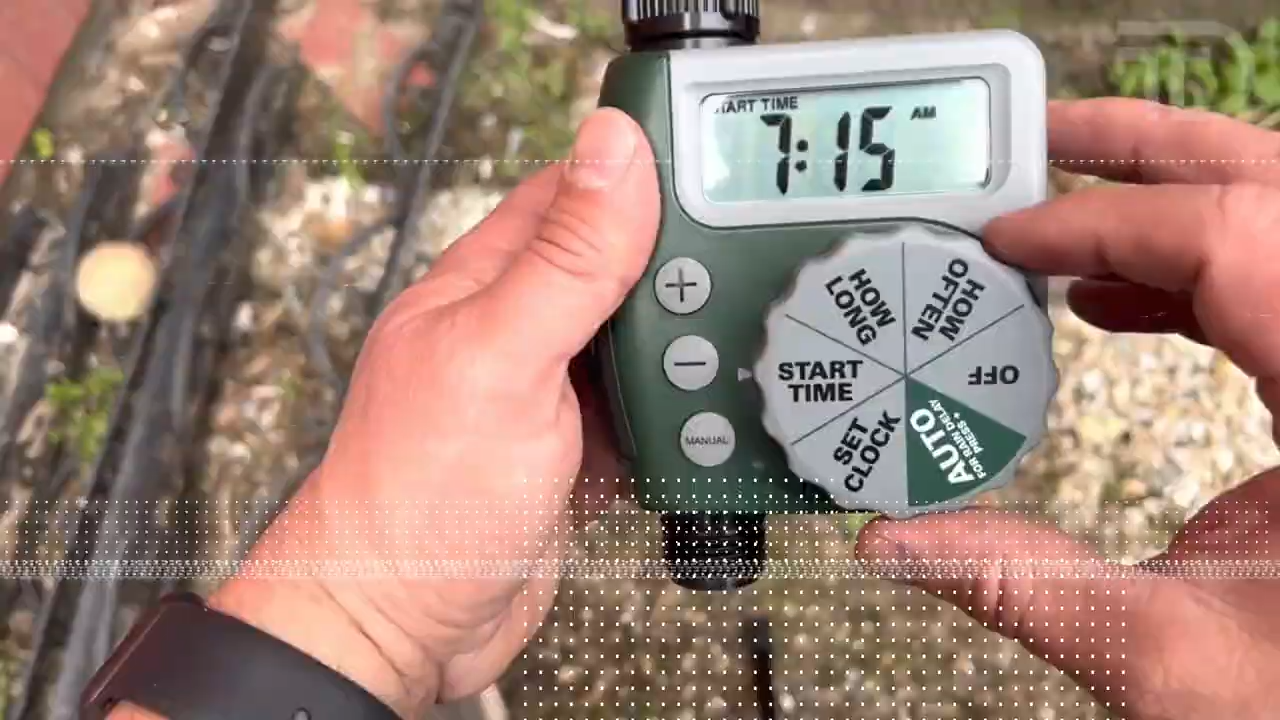 START TIME
7:15 AM
HOW
LONG
HOW
OFTEN
OFF
START
TIME
SET
CLOCK
AUTO
FOR RAIN DELAY
PRESS +
MANUAL
+
−